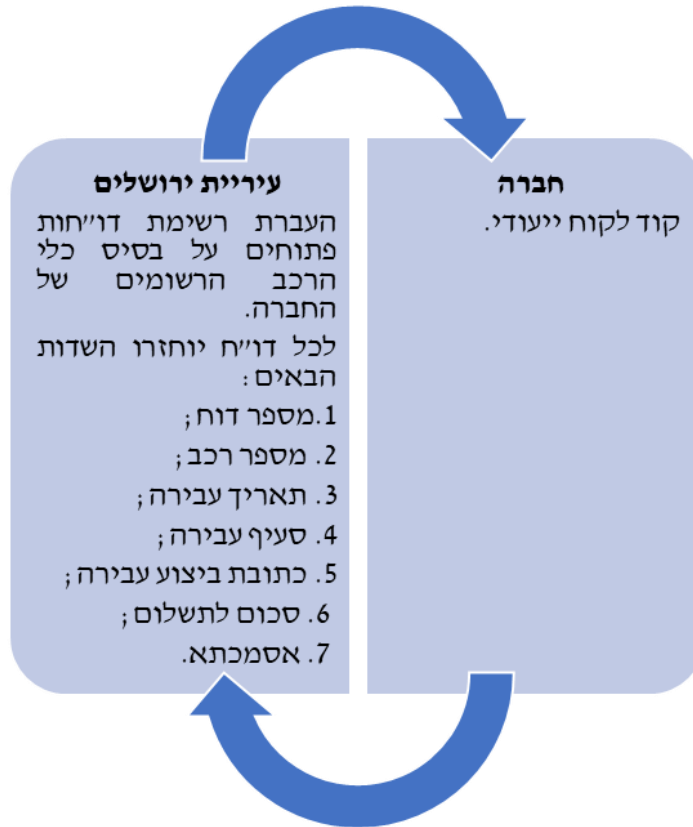 חברה
קוד לקוח ייעודי.
עיריית ירושלים
העברת רשימת דו״חות
פתוחים על בסיס כלי
הרכב הרשומים של
החברה.
לכל דו״ח יוחזרו השדות
הבאים:
1.מספר דוח;
2. מספר רכב;
3. תאריך עבירה;
4. סעיף עבירה;
5. כתובת ביצוע עבירה;
6. סכום לתשלום;
7. אסמכתא.